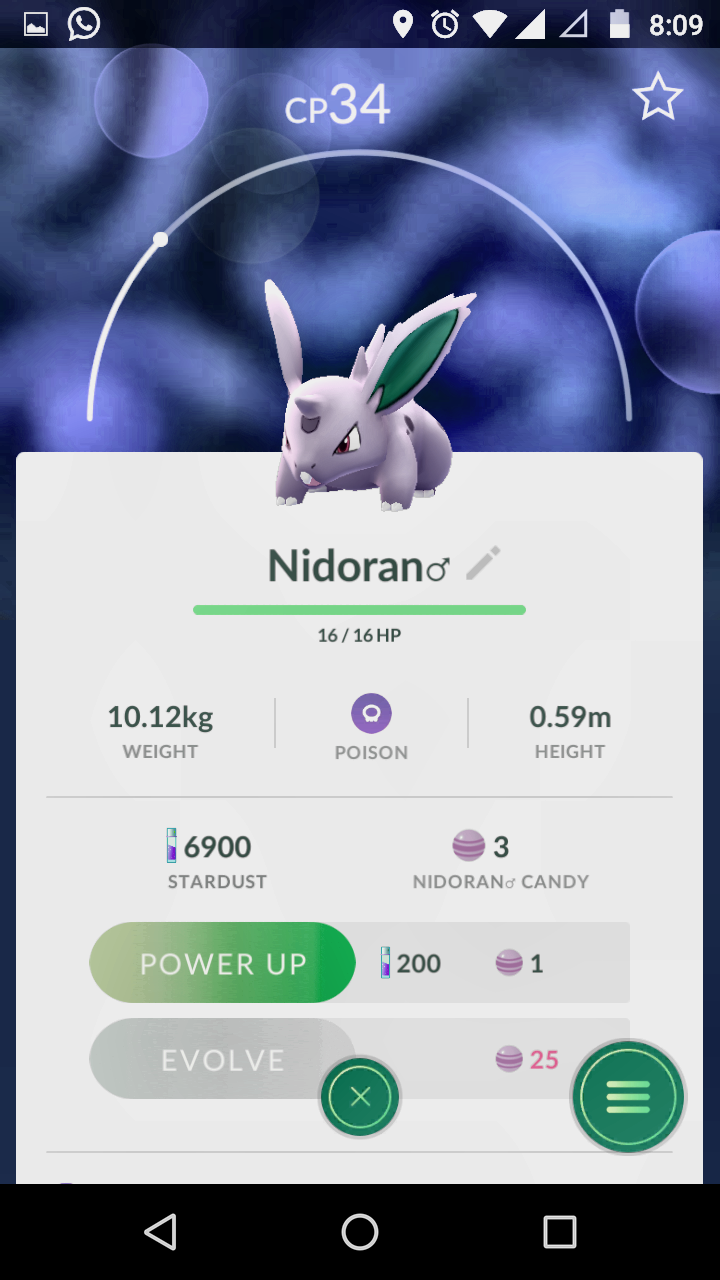 8:09
CP34
Nidoran♂
16 / 16 HP
10.12kg
WEIGHT
POISON
0.59m
HEIGHT
6900
STARDUST
3
NIDORAN♂ CANDY
POWER UP 200 1
EVOLVE 25